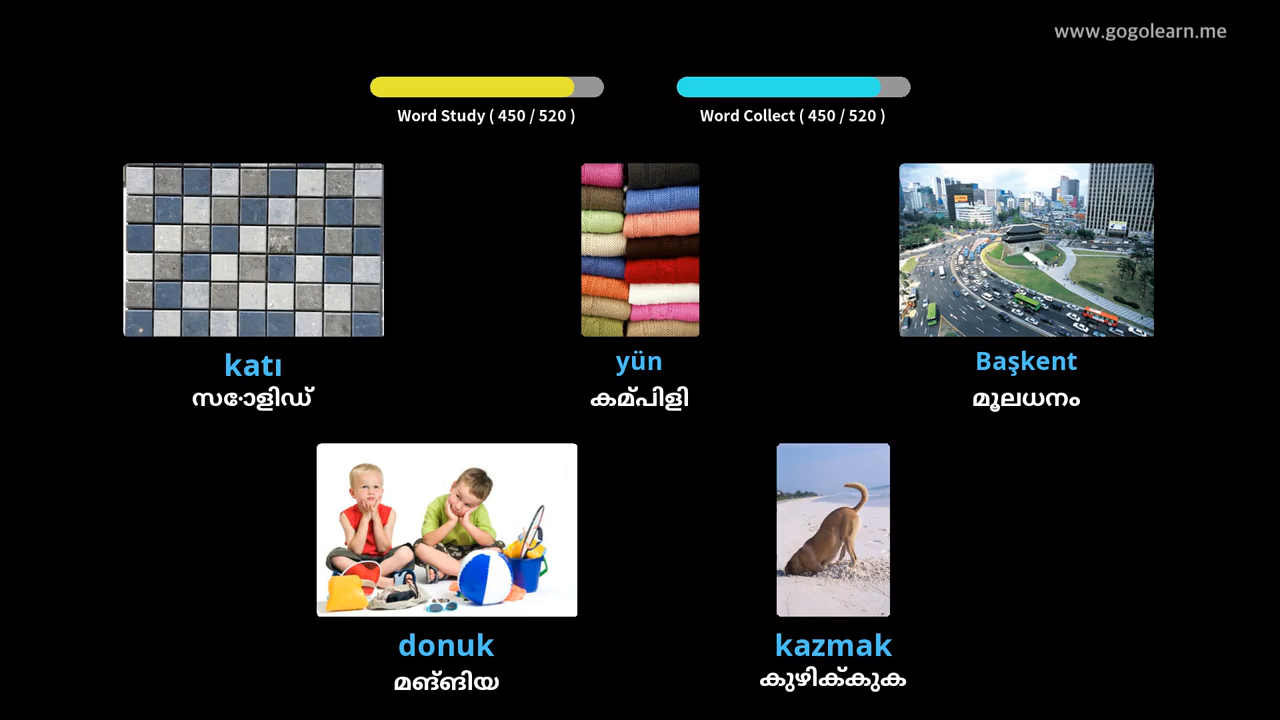 www.gogolearn.me
Word Study ( 450 / 520 )
Word Collect ( 450 / 520 )
katı
yün
Başkent
സോളിഡ്
കമ്പിളി
മൂലധനം
donuk
kazmak
മങ്ങിയ
കുഴിക്കുക